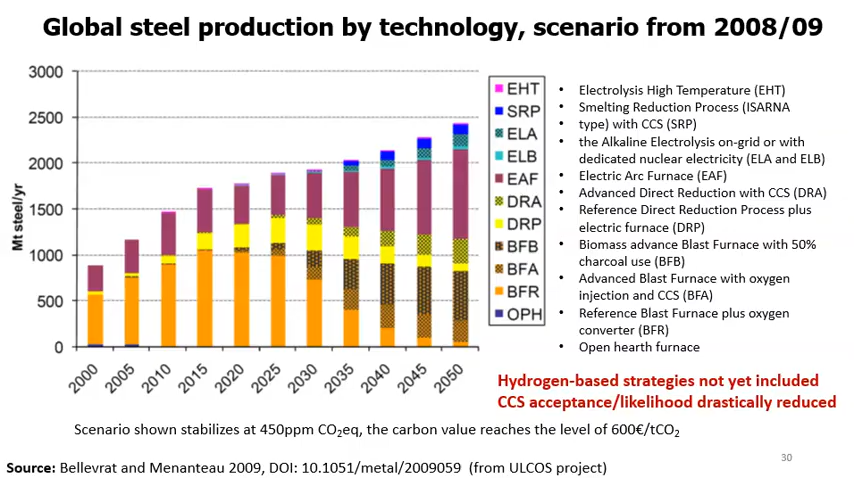 Global steel production by technology, scenario from 2008/09
3000
2500
2000
1500
1000
500
0
Mt steel/yr
2000
2005
2010
2015
2020
2025
2030
2035
2040
2045
2050
EHT
SRP
ELA
ELB
EAF
DRA
DRP
BFB
BFA
BFR
OPH
• Electrolysis High Temperature (EHT)
• Smelting Reduction Process (ISARNA
• type) with CCS (SRP)
• the Alkaline Electrolysis on-grid or with
dedicated nuclear electricity (ELA and ELB)
• Electric Arc Furnace (EAF)
• Advanced Direct Reduction with CCS (DRA)
• Reference Direct Reduction Process plus
electric furnace (DRP)
• Biomass advance Blast Furnace with 50%
charcoal use (BFB)
• Advanced Blast Furnace with oxygen
injection and CCS (BFA)
• Reference Blast Furnace plus oxygen
converter (BFR)
• Open hearth furnace
Hydrogen-based strategies not yet included
CCS acceptance/likelihood drastically reduced
Scenario shown stabilizes at 450ppm CO₂eq, the carbon value reaches the level of 600€/tCO₂
30
Source: Bellevrat and Menanteau 2009, DOI: 10.1051/metal/2009059 (from ULCOS project)